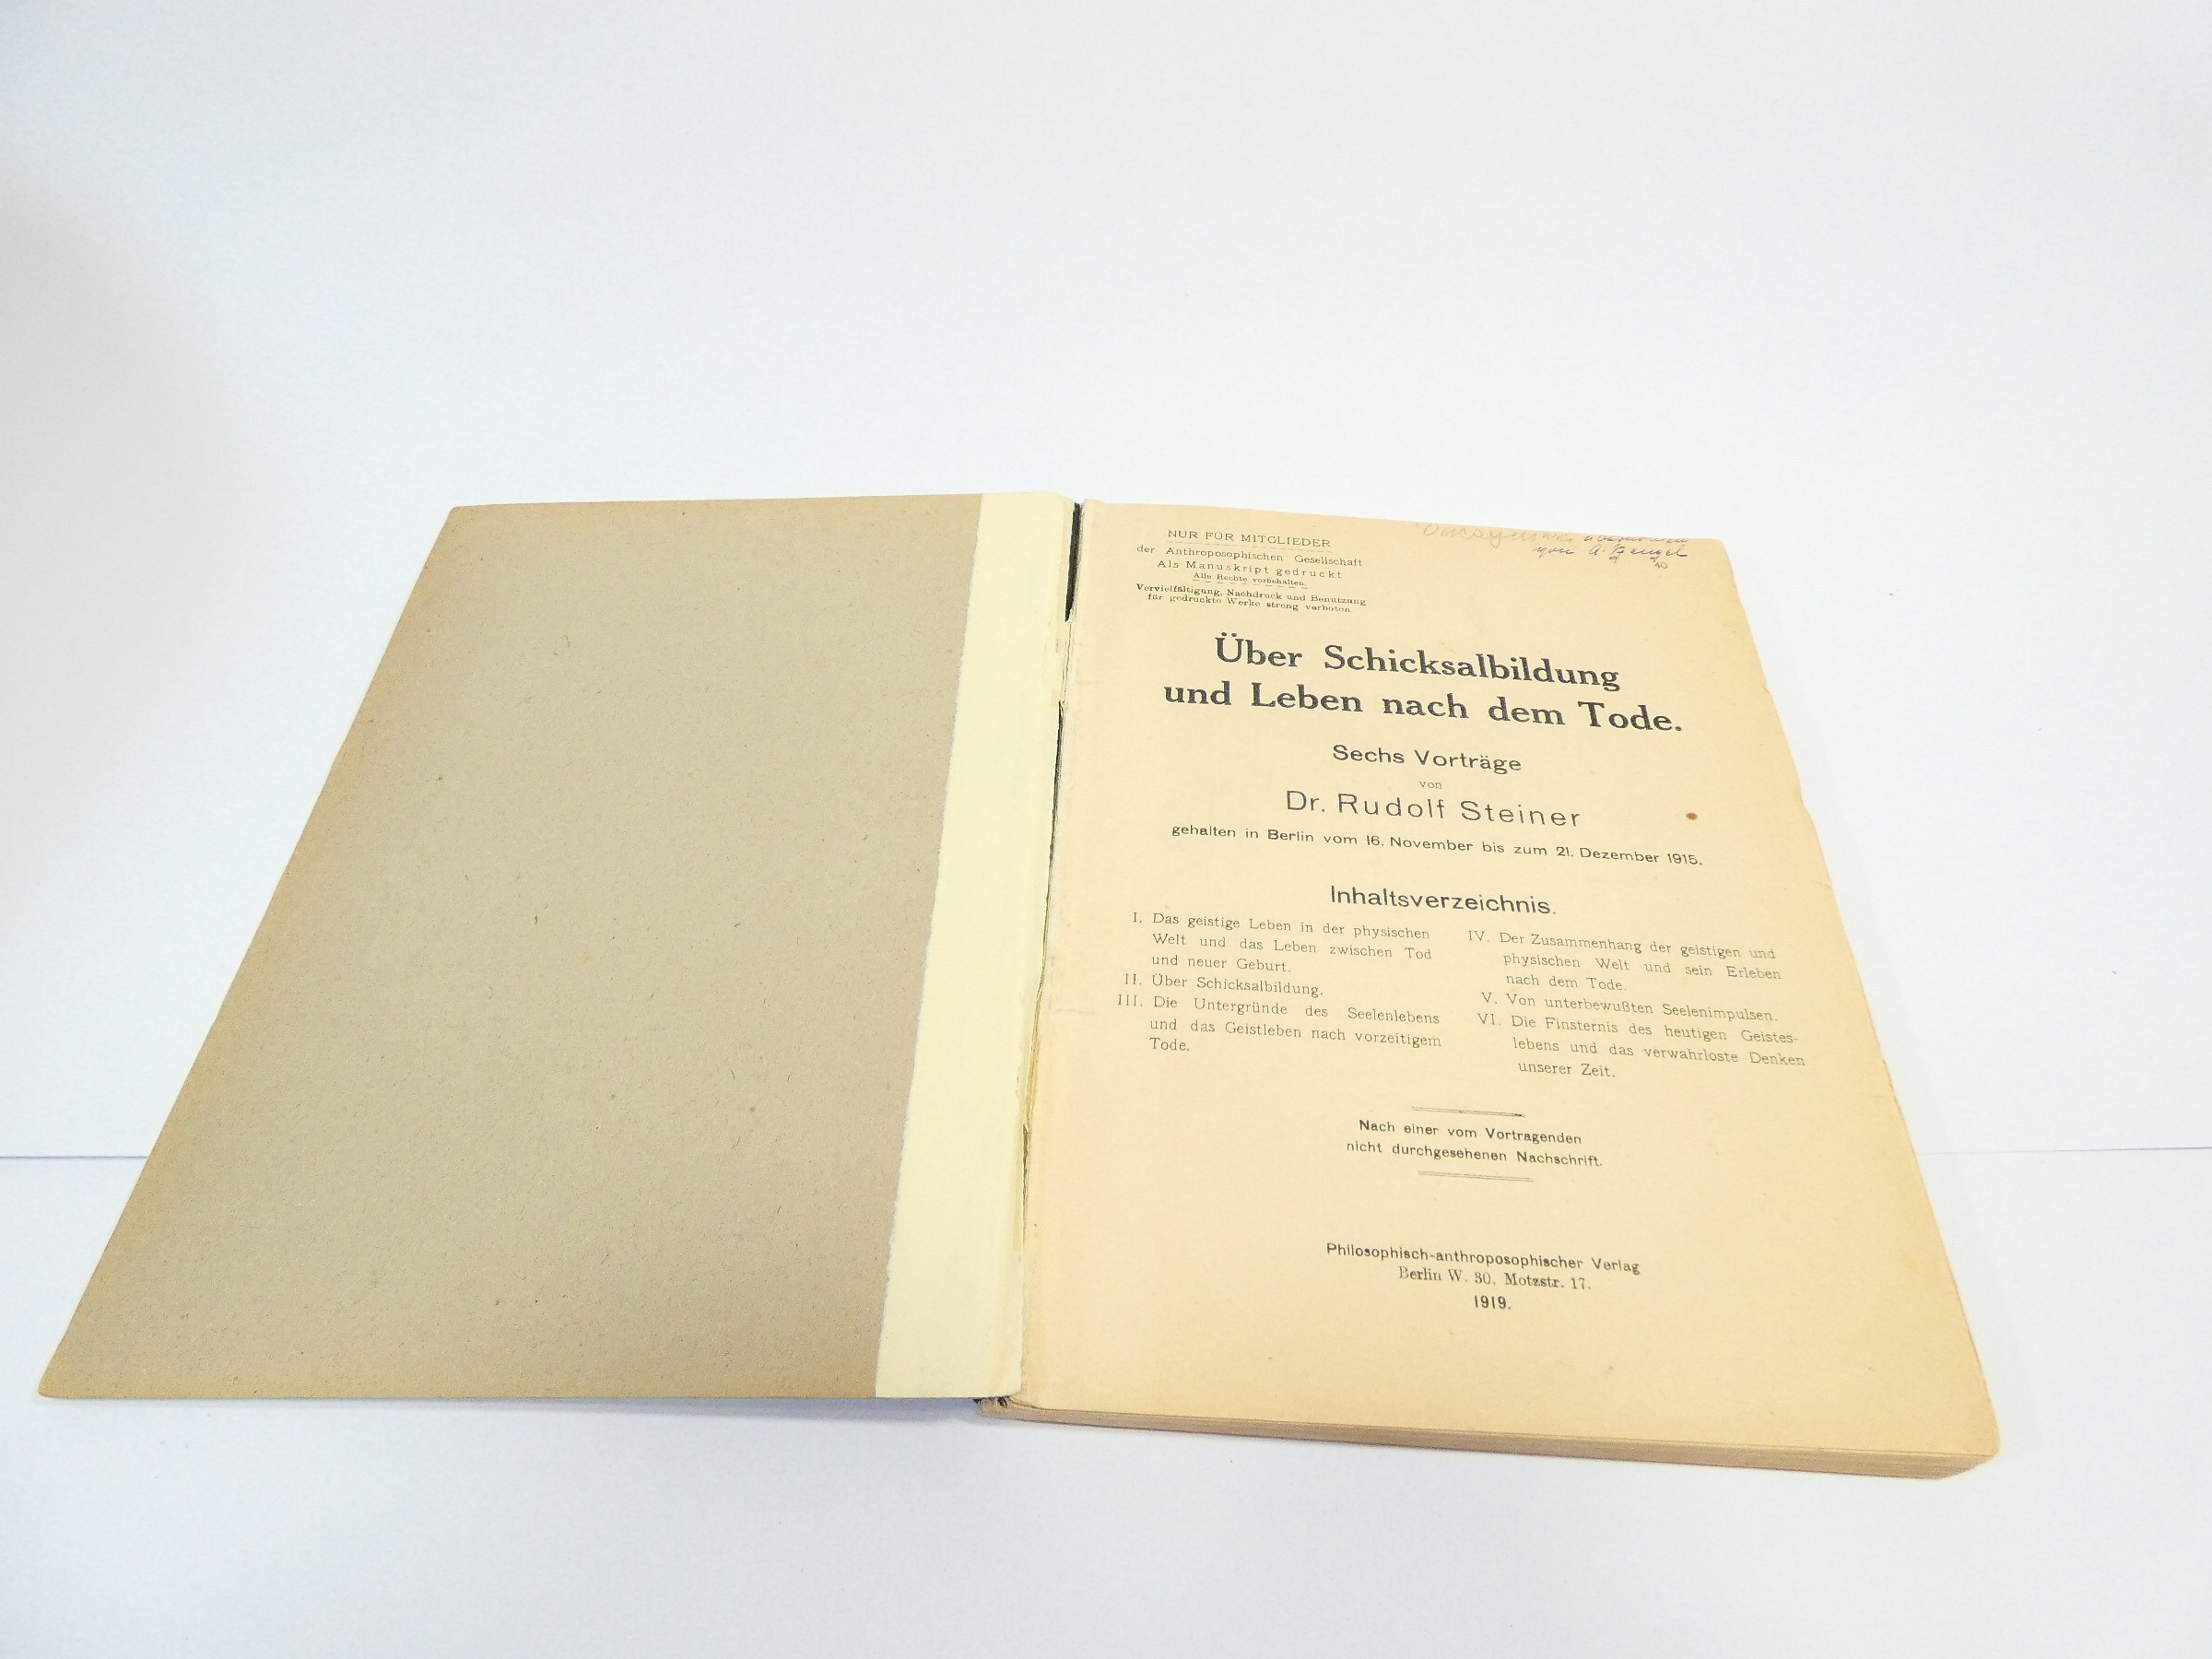 NUR FÜR MITGLIEDER
der Anthroposophischen Gesellschaft
Als Manuskript gedruckt
Alle Rechte vorbehalten.
Vervielfältigung, Nachdruck und Benutzung
für gedruckte Werke streng verboten.
von A.
40
Über Schicksalbildung
und Leben nach dem Tode.
Sechs Vorträge
von
Dr. Rudolf Steiner
gehalten in Berlin vom 16. November bis zum 21. Dezember 1915.
Inhaltsverzeichnis.
I. Das geistige Leben in der physischen
Welt und das Leben zwischen Tod
und neuer Geburt.
II. Über Schicksalbildung.
III. Die Untergründe des Seelenlebens
und das Geistleben nach vorzeitigem
Tode.
IV. Der Zusammenhang der geistigen und
physischen Welt und sein Erleben
nach dem Tode.
V. Von unterbewußten Seelenimpulsen.
VI. Die Finsternis des heutigen Geistes-
lebens und das verwahrloste Denken
unserer Zeit.
Nach einer vom Vortragenden
nicht durchgesehenen Nachschrift.
Philosophisch-anthroposophischer Verlag
Berlin W. 30, Motzstr. 17.
1919.